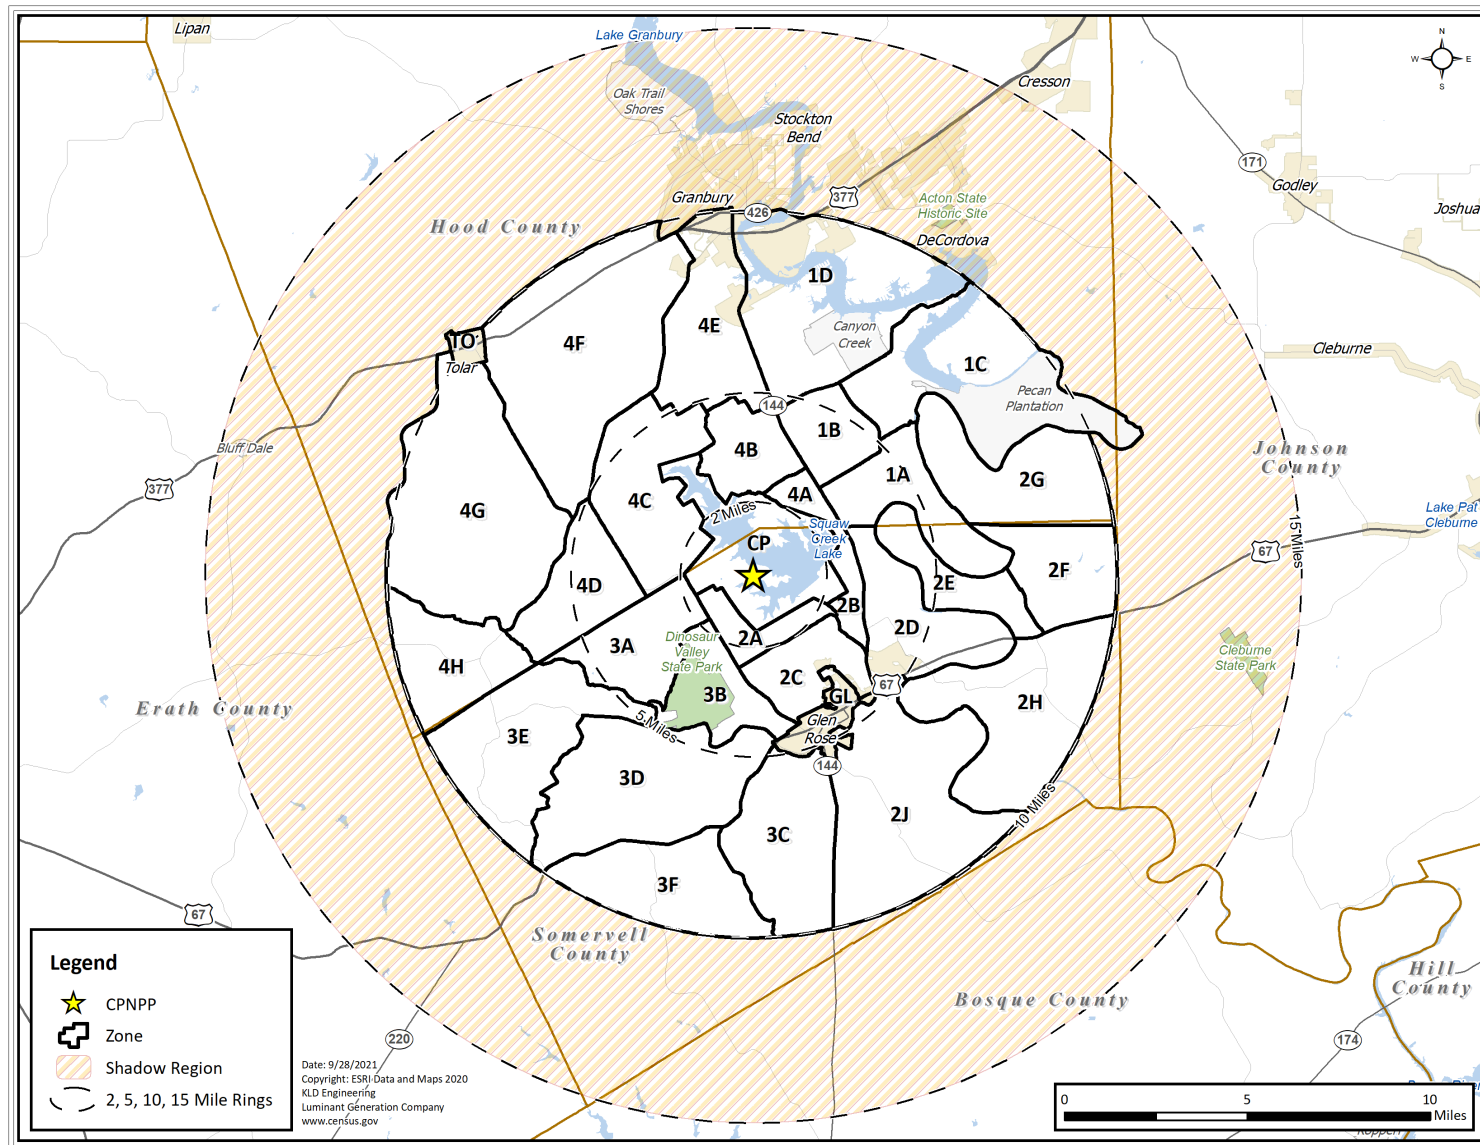 Lipan
Lake Granbury
Cresson
N
W
E
S
Oak Trail
Shores
Stockton
Bend
171
Godley
Granbury
377
Acton State
Historic Site
Joshua
426
Hood County
DeCordova
1D
4E
Canyon
Creek
TO
4F
Tolar
1C
Cleburne
Pecan
Plantation
144
1B
4B
Bluff Dale
Johnson
County
1A
2G
377
4C
4A
4G
2 Miles
Squaw
Creek
Lake
Lake Pat
Cleburne
15 Miles
CP
67
2F
4D
2E
2B
2D
2A
3A
Dinosaur
Valley
State Park
Cleburne
State Park
4H
2C
67
3B
GL
2H
Erath County
5 Miles
Glen
Rose
3E
144
3D
10 Miles
2J
3C
3F
67
Somervell
County
Hill
County
Bosque County
220
174
Legend
CPNPP
Zone
Shadow Region
2, 5, 10, 15 Mile Rings
Date: 9/28/2021
Copyright: ESRI Data and Maps 2020
KLD Engineering
Luminant Generation Company
www.census.gov
0
5
10
Miles